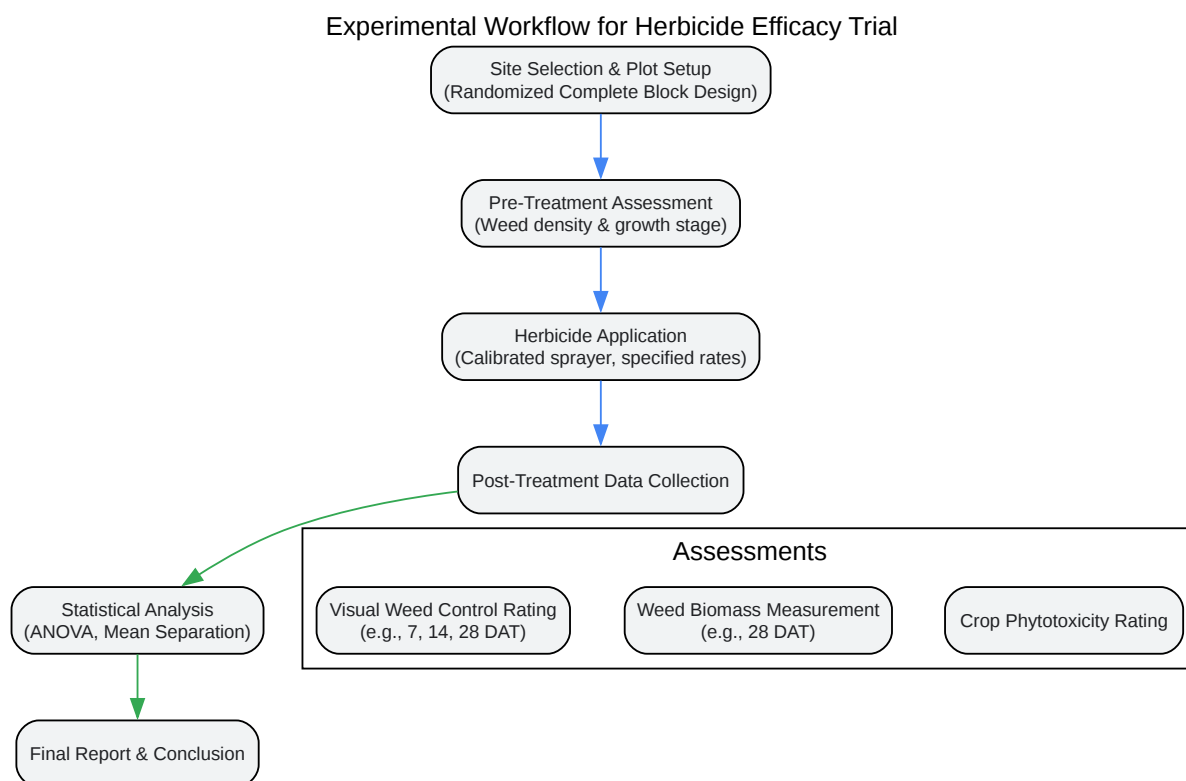 Experimental Workflow for Herbicide Efficacy Trial
Site Selection & Plot Setup
(Randomized Complete Block Design)
Pre-Treatment Assessment
(Weed density & growth stage)
Herbicide Application
(Calibrated sprayer, specified rates)
Post-Treatment Data Collection
Assessments
Statistical Analysis
(ANOVA, Mean Separation)
Visual Weed Control Rating
(e.g., 7, 14, 28 DAT)
Weed Biomass Measurement
(e.g., 28 DAT)
Crop Phytotoxicity Rating
Final Report & Conclusion